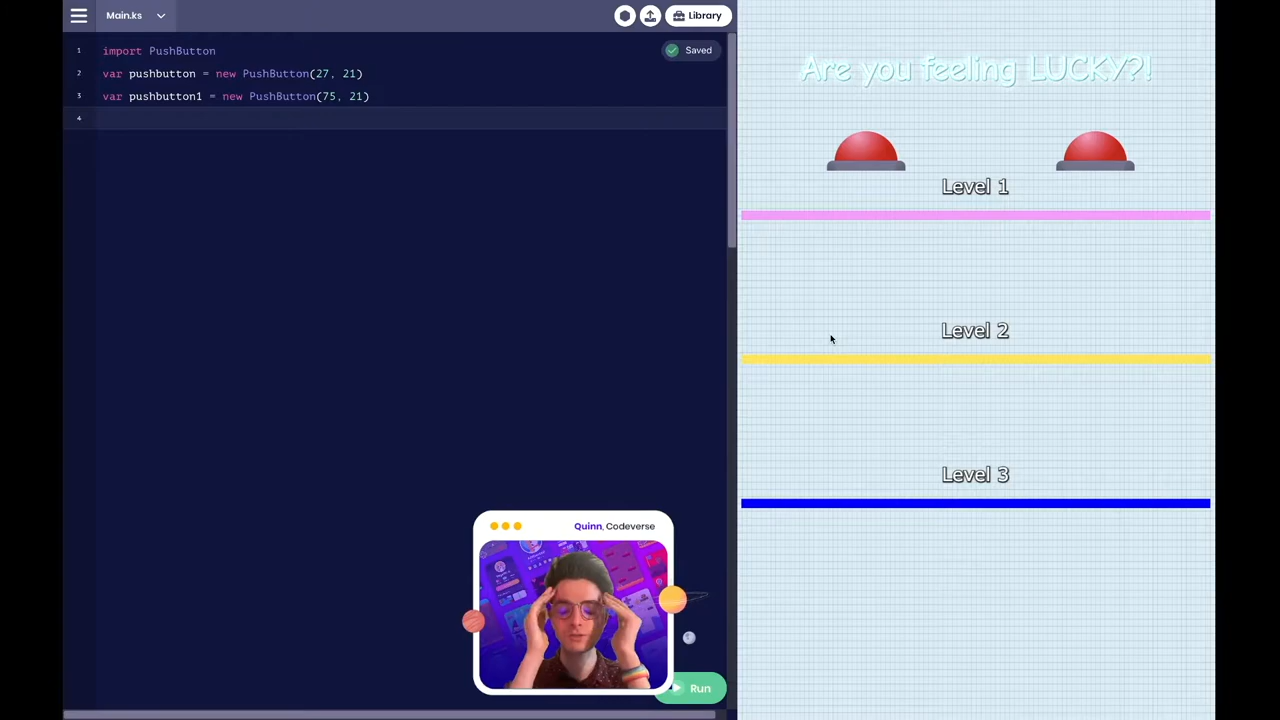 Main.ks
Library
1 import PushButton
2 var pushbutton = new PushButton(27, 21)
3 var pushbutton1 = new PushButton(75, 21)
4
Saved
Are you feeling LUCKY?!
Level 1
Level 2
Level 3
Quinn, Codeverse
Run